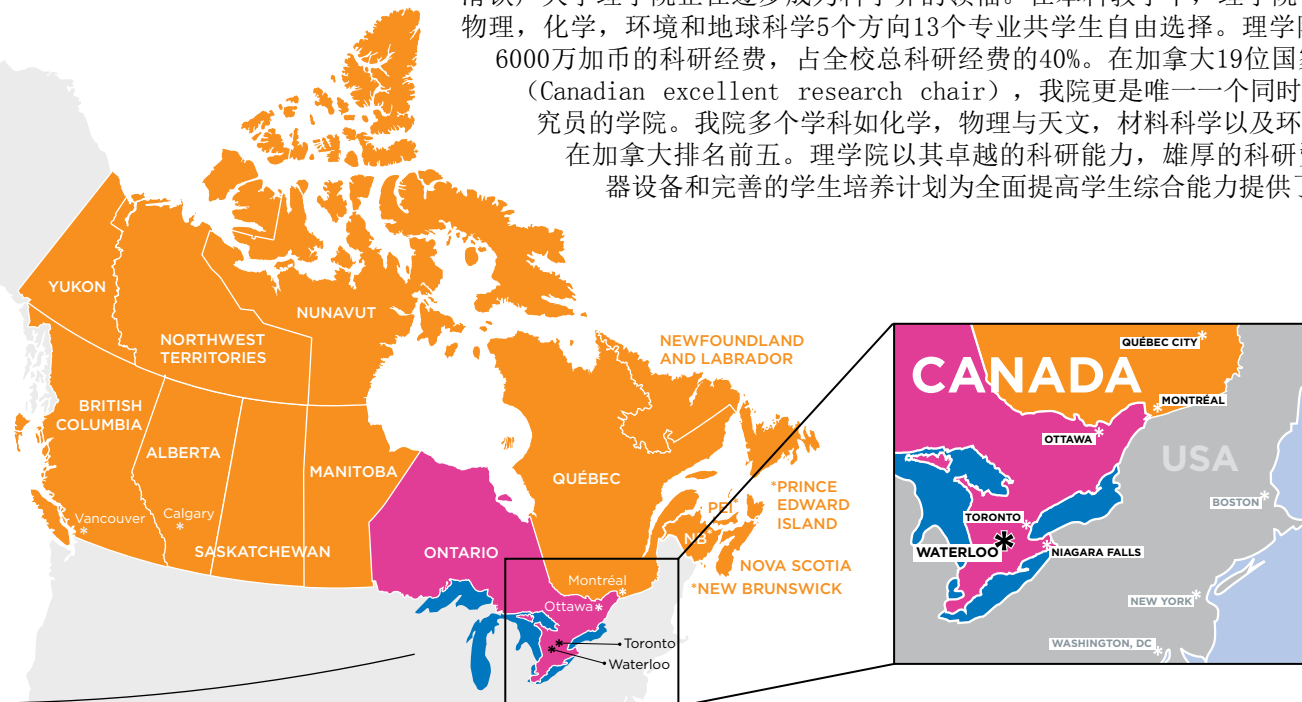 物理，化学，环境和地球科学5个方向13个专业共学生自由选择。理学院
6000万加币的科研经费，占全校总科研经费的40%。在加拿大19位国家
（Canadian excellent research chair），我院更是唯一一个同时
究员的学院。我院多个学科如化学，物理与天文，材料科学以及环
在加拿大排名前五。理学院以其卓越的科研能力，雄厚的科研
器设备和完善的学生培养计划为全面提高学生综合能力提供了
YUKON
NORTHWEST
TERRITORIES
NUNAVUT
BRITISH
COLUMBIA
ALBERTA
MANITOBA
SASKATCHEWAN
Vancouver
Calgary
ONTARIO
QUÉBEC
NEWFOUNDLAND
AND LABRADOR
PEI*
NB*
*PRINCE
EDWARD
ISLAND
NOVA SCOTIA
*NEW BRUNSWICK
Montréal
Ottawa
Toronto
Waterloo
CANADA
USA
QUÉBEC CITY
MONTRÉAL
OTTAWA
TORONTO
WATERLOO
NIAGARA FALLS
BOSTON
NEW YORK
WASHINGTON, DC